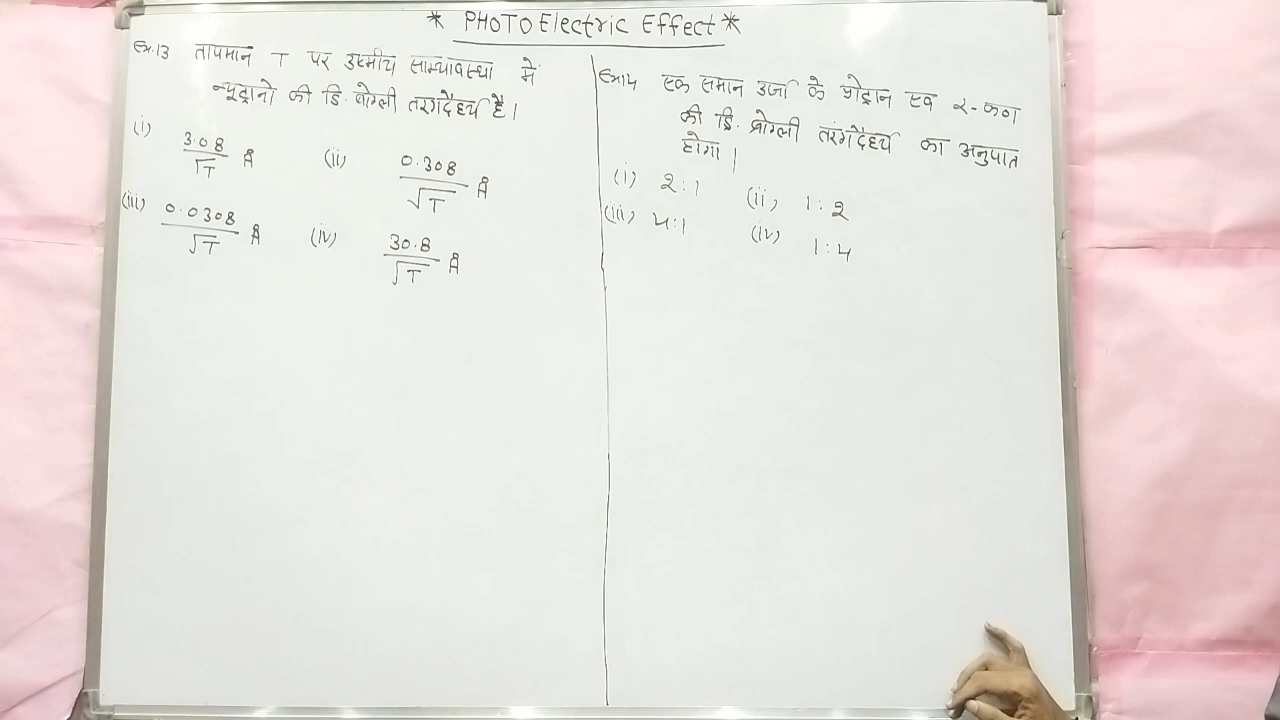 * PHOTO Electric Effect *
Ex.13 तापमान T पर उष्मीय साम्यावस्था में
न्यूट्रानो की डि. ब्रोग्ली तरंगदैर्घ्य है।
(i) 3.08/√T Å (ii) 0.308/√T Å
(iii) 0.0308/√T Å (iv) 30.8/√T Å
Ex14 एक समान उर्जा के प्रोट्रान एव α-कण
की डि. ब्रोग्ली तरंगदैर्घ्य का अनुपात
होगा |
(i) 2:1 (ii) 1:2
(iii) 4:1 (iv) 1:4